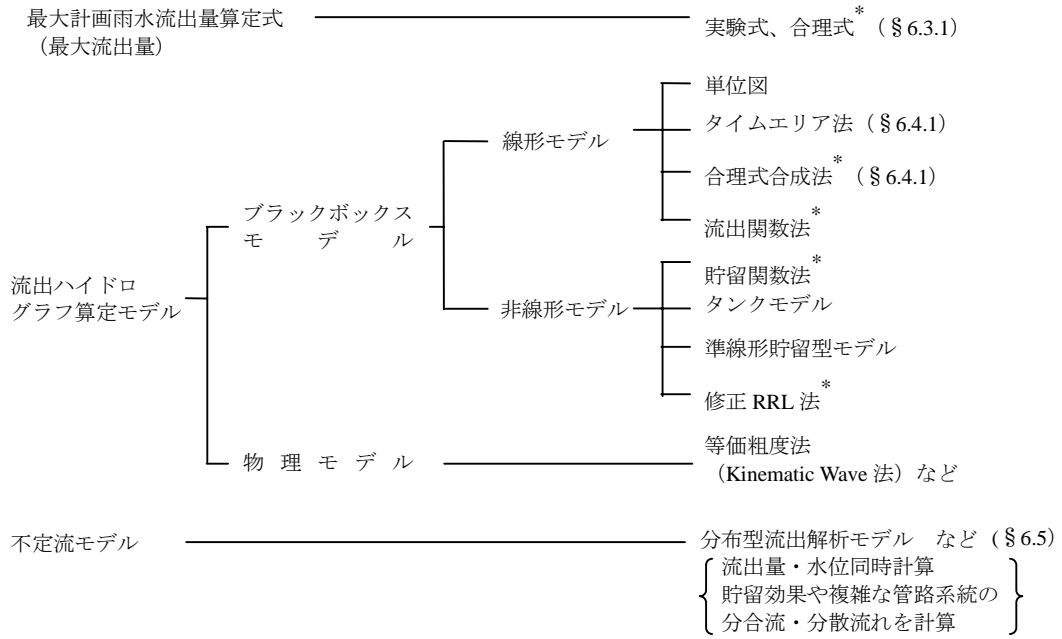 最大計画雨水流出量算定式
（最大流出量）
実験式、合理式*（§6.3.1）
単位図
線形モデル
タイムエリア法（§6.4.1）
合理式合成法*（§6.4.1）
流出関数法*
ブラックボックス
モデル
流出ハイドロ
グラフ算定モデル
貯留関数法*
非線形モデル
タンクモデル
準線形貯留型モデル
修正 RRL 法*
物理モデル
等価粗度法
（Kinematic Wave 法）など
不定流モデル
分布型流出解析モデル　など（§6.5）
流出量・水位同時計算
貯留効果や複雑な管路系統の
分合流・分散流れを計算